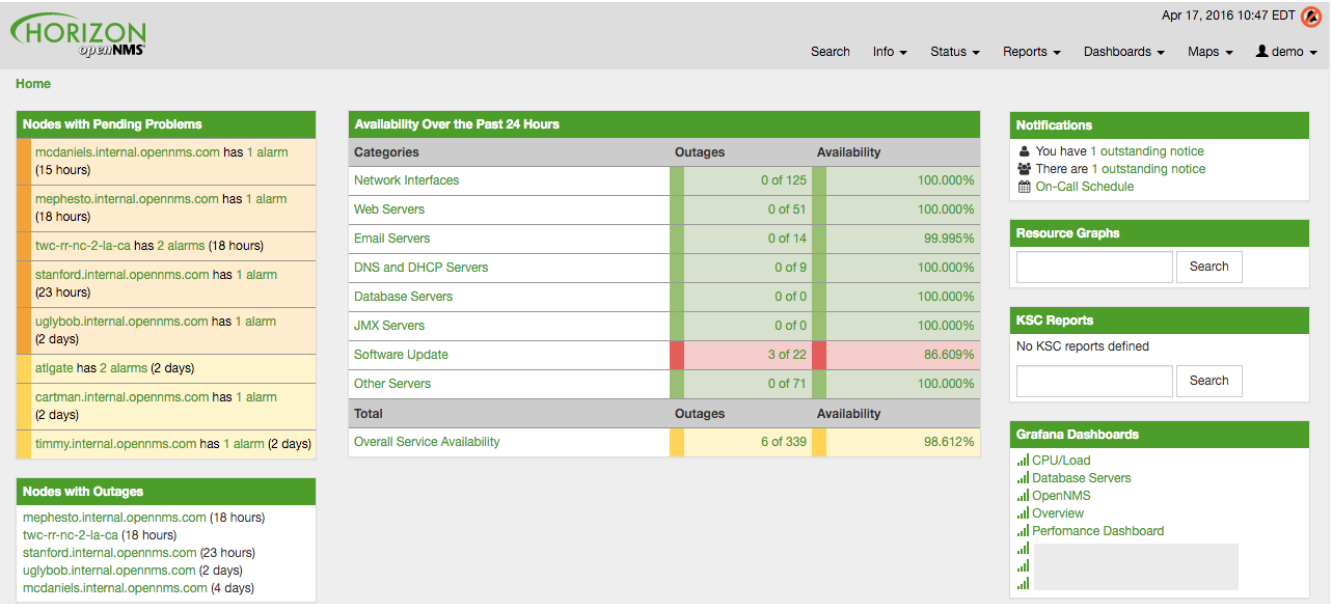 HORIZON
openNMS
Apr 17, 2016 10:47 EDT
Search Info Status Reports Dashboards Maps demo
Home
Nodes with Pending Problems
mcdaniels.internal.opennms.com has 1 alarm
(15 hours)
mephesto.internal.opennms.com has 1 alarm
(18 hours)
twc-rr-nc-2-la-ca has 2 alarms (18 hours)
stanford.internal.opennms.com has 1 alarm
(23 hours)
uglybob.internal.opennms.com has 1 alarm
(2 days)
atlgate has 2 alarms (2 days)
cartman.internal.opennms.com has 1 alarm
(2 days)
timmy.internal.opennms.com has 1 alarm (2 days)
Nodes with Outages
mephesto.internal.opennms.com (18 hours)
twc-rr-nc-2-la-ca (18 hours)
stanford.internal.opennms.com (23 hours)
uglybob.internal.opennms.com (2 days)
mcdaniels.internal.opennms.com (4 days)
Availability Over the Past 24 Hours
Categories Outages Availability
Network Interfaces 0 of 125 100.000%
Web Servers 0 of 51 100.000%
Email Servers 0 of 14 99.995%
DNS and DHCP Servers 0 of 9 100.000%
Database Servers 0 of 0 100.000%
JMX Servers 0 of 0 100.000%
Software Update 3 of 22 86.609%
Other Servers 0 of 71 100.000%
Total Outages Availability
Overall Service Availability 6 of 339 98.612%
Notifications
You have 1 outstanding notice
There are 1 outstanding notice
On-Call Schedule
Resource Graphs
Search
KSC Reports
No KSC reports defined
Search
Grafana Dashboards
CPU/Load
Database Servers
OpenNMS
Overview
Perfomance Dashboard